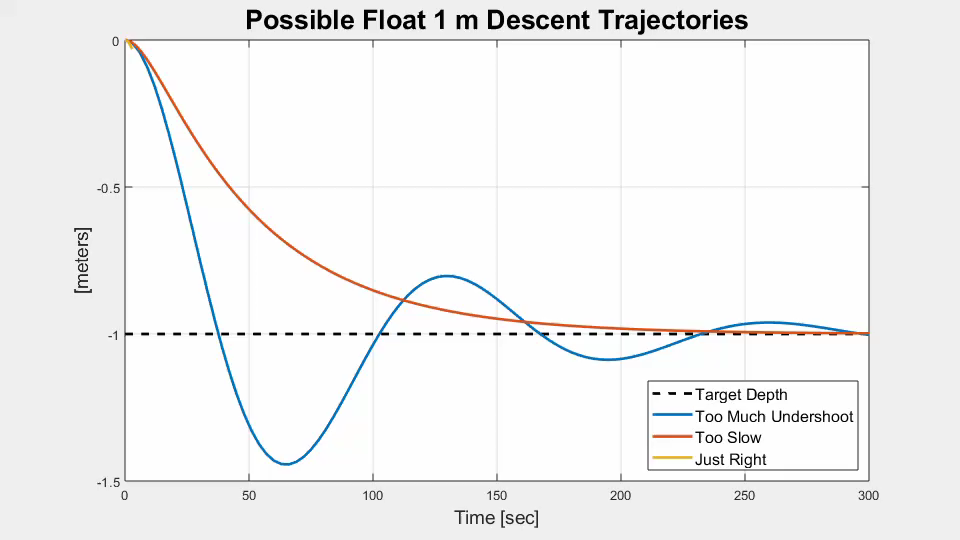 Possible Float 1 m Descent Trajectories
0
-0.5
-1
-1.5
[meters]
0 50 100 150 200 250 300
Time [sec]
Target Depth
Too Much Undershoot
Too Slow
Just Right